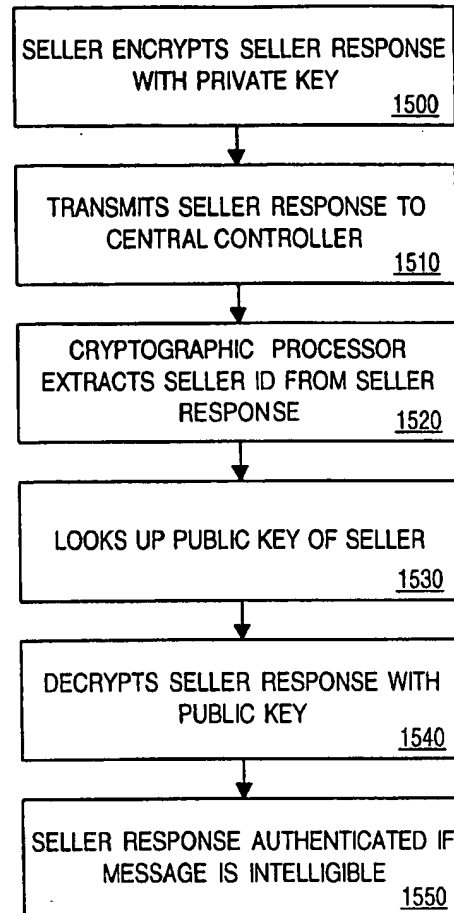 SELLER ENCRYPTS SELLER RESPONSE
WITH PRIVATE KEY
1500
TRANSMITS SELLER RESPONSE TO
CENTRAL CONTROLLER
1510
CRYPTOGRAPHIC PROCESSOR
EXTRACTS SELLER ID FROM SELLER
RESPONSE
1520
LOOKS UP PUBLIC KEY OF SELLER
1530
DECRYPTS SELLER RESPONSE WITH
PUBLIC KEY
1540
SELLER RESPONSE AUTHENTICATED IF
MESSAGE IS INTELLIGIBLE
1550